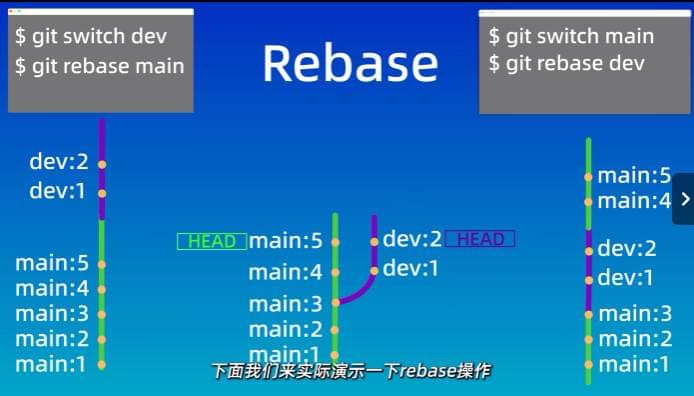 $ git switch dev
$ git rebase main
Rebase
$ git switch main
$ git rebase dev
dev:2
dev:1
main:5
main:4
main:3
main:2
main:1
HEAD main:5
main:4
main:3
main:2
main:1
dev:2 HEAD
dev:1
main:5
main:4
dev:2
dev:1
main:3
main:2
main:1
下面我们来实际演示一下rebase操作